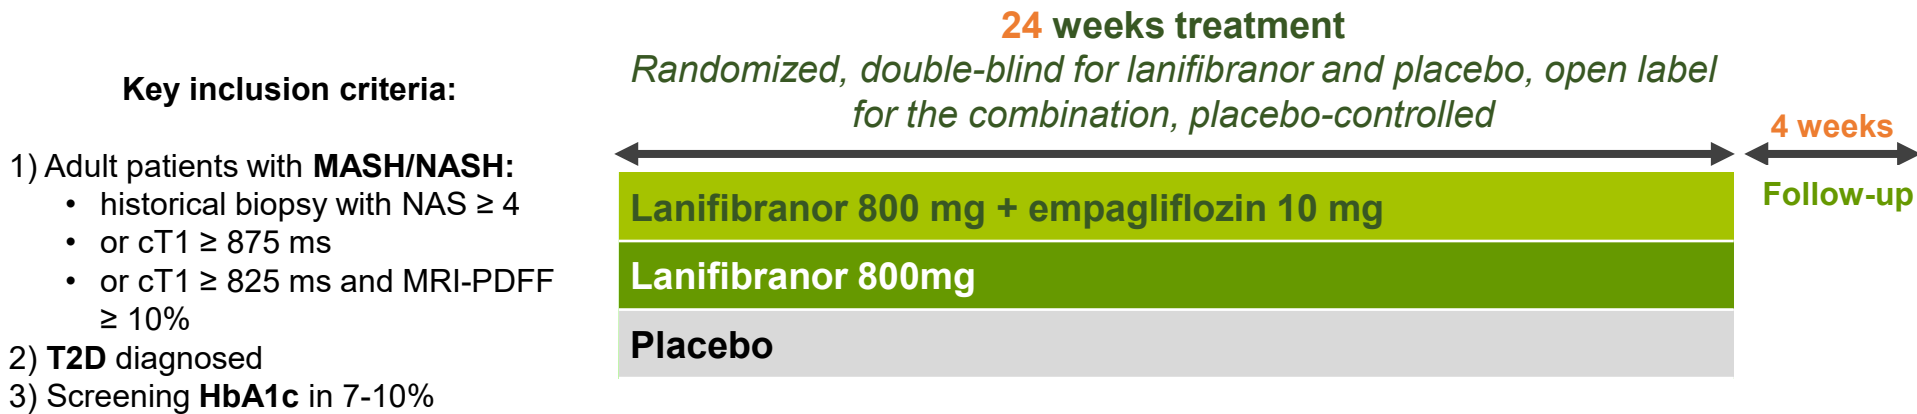 Key inclusion criteria:
1) Adult patients with MASH/NASH:
• historical biopsy with NAS ≥ 4
• or cT1 ≥ 875 ms
• or cT1 ≥ 825 ms and MRI-PDFF
≥ 10%
2) T2D diagnosed
3) Screening HbA1c in 7-10%
24 weeks treatment
Randomized, double-blind for lanifibranor and placebo, open label
for the combination, placebo-controlled
4 weeks
Follow-up
Lanifibranor 800 mg + empagliflozin 10 mg
Lanifibranor 800mg
Placebo